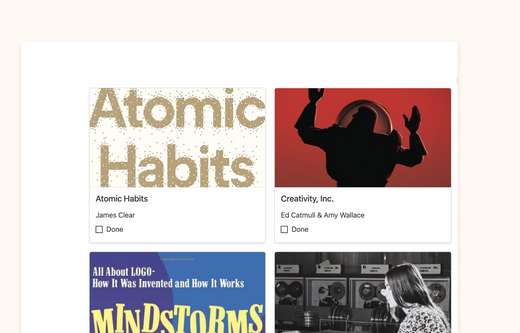 Atomic
Habits
Atomic Habits
James Clear
Done
Creativity, Inc.
Ed Catmull & Amy Wallace
Done
All About LOGO-
How It Was Invented and How It Works
MINDSTORMS